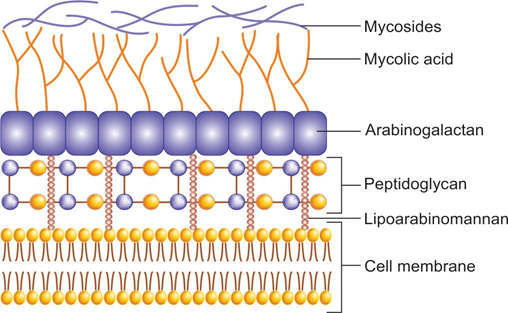 Mycosides
Mycolic acid
Arabinogalactan
Peptidoglycan
Lipoarabinomannan
Cell membrane